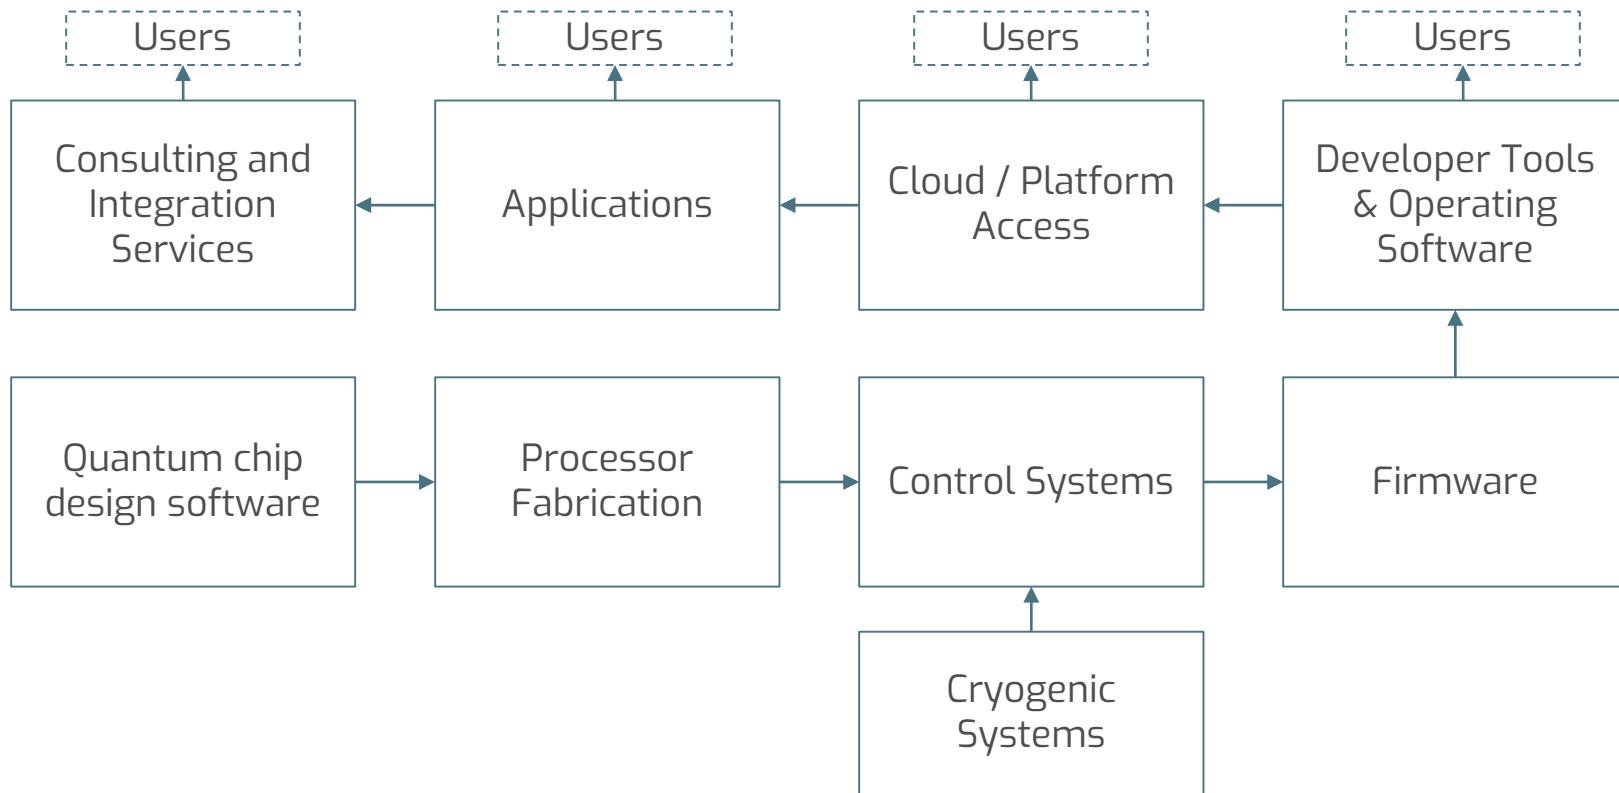 Users
Users
Users
Users
Consulting and
Integration
Services
Applications
Cloud / Platform
Access
Developer Tools
& Operating
Software
Quantum chip
design software
Processor
Fabrication
Control Systems
Firmware
Cryogenic
Systems